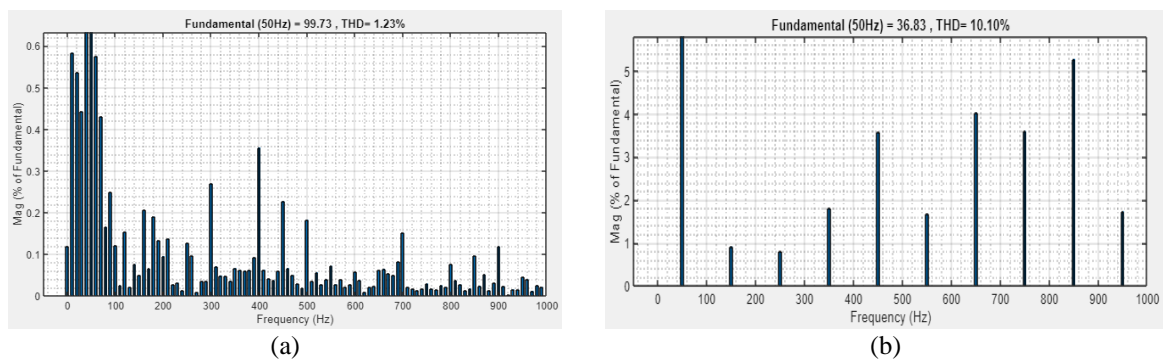 Fundamental (50Hz) = 99.73 , THD= 1.23%
Mag (% of Fundamental)
0.6
0.5
0.4
0.3
0.2
0.1
0
0 100 200 300 400 500 600 700 800 900 1000
Frequency (Hz)
(a)
Fundamental (50Hz) = 36.83 , THD= 10.10%
Mag (% of Fundamental)
5
4
3
2
1
0
0 100 200 300 400 500 600 700 800 900 1000
Frequency (Hz)
(b)